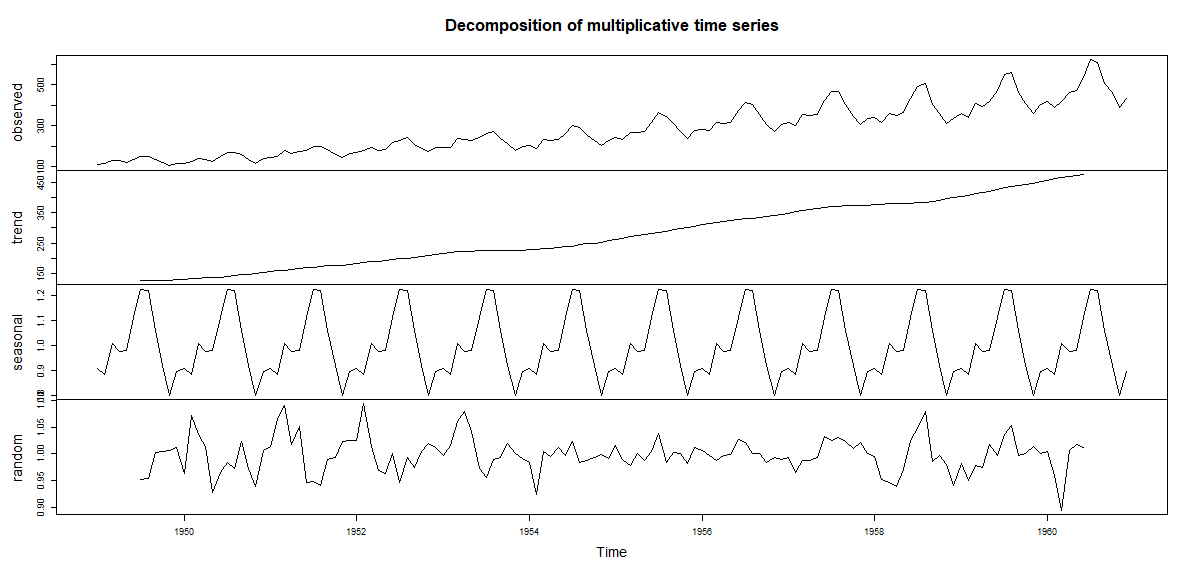 Decomposition of multiplicative time series
observed
100 300 500
trend
150 250 350 450
seasonal
0.8 0.9 1.0 1.1 1.2
random
0.90 0.95 1.00 1.05
1950 1952 1954 1956 1958 1960
Time